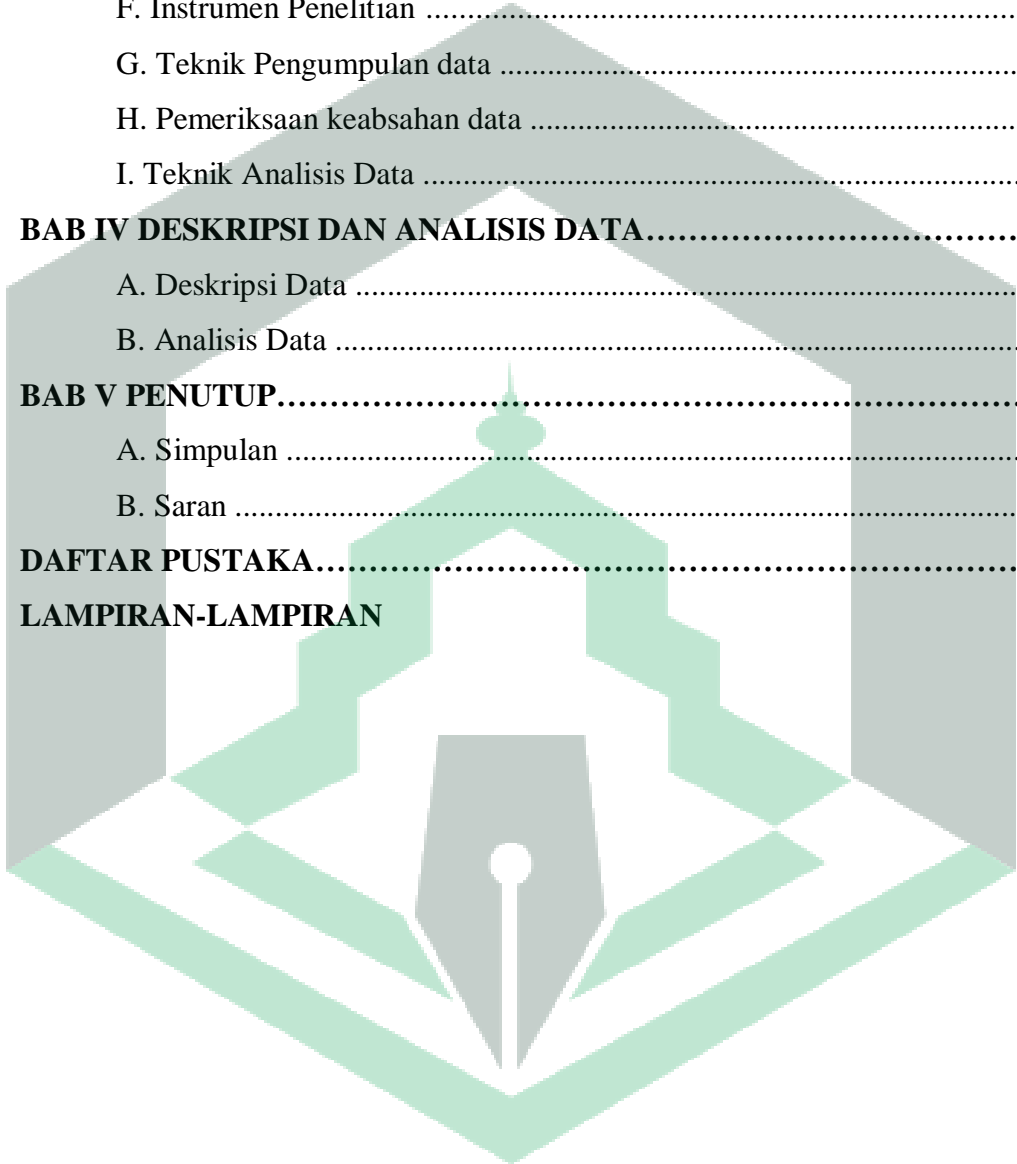 F. Instrumen Penelitian ............................................................................
G. Teknik Pengumpulan data ..................................................................
H. Pemeriksaan keabsahan data ..............................................................
I. Teknik Analisis Data ............................................................................
BAB IV DESKRIPSI DAN ANALISIS DATA……………………………
A. Deskripsi Data ....................................................................................
B. Analisis Data .......................................................................................
BAB V PENUTUP………………………………………………………………
A. Simpulan .............................................................................................
B. Saran ...................................................................................................
DAFTAR PUSTAKA…………………………………………………………
LAMPIRAN-LAMPIRAN